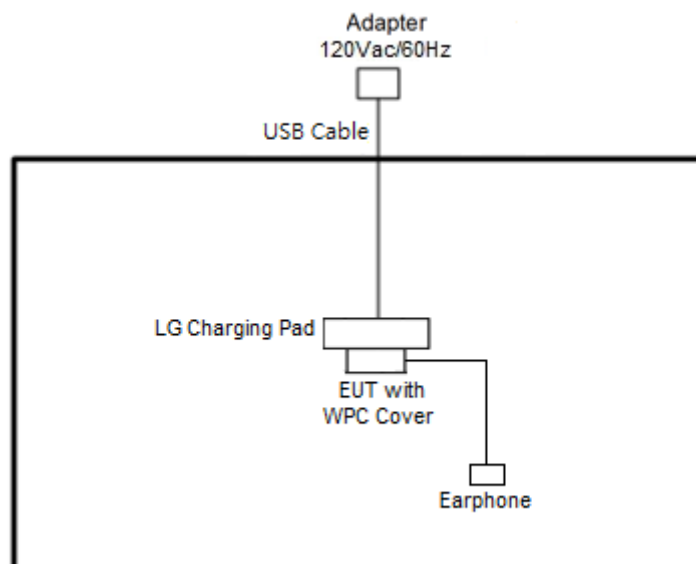 Adapter
120Vac/60Hz
USB Cable
LG Charging Pad
EUT with
WPC Cover
Earphone